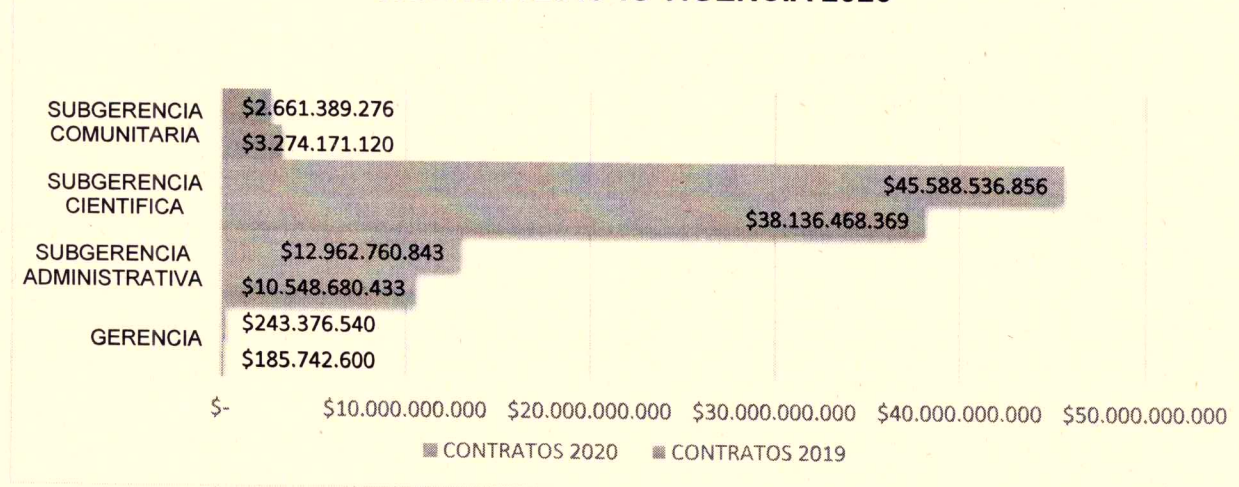 SUBGERENCIA
COMUNITARIA
$2.661.389.276
$3.274.171.120
SUBGERENCIA
CIENTIFICA
$45.588.536.856
$38.136.468.369
SUBGERENCIA
ADMINISTRATIVA
$12.962.760.843
$10.548.680.433
GERENCIA
$243.376.540
$185.742.600
$- $10.000.000.000 $20.000.000.000 $30.000.000.000 $40.000.000.000 $50.000.000.000
CONTRATOS 2020 CONTRATOS 2019